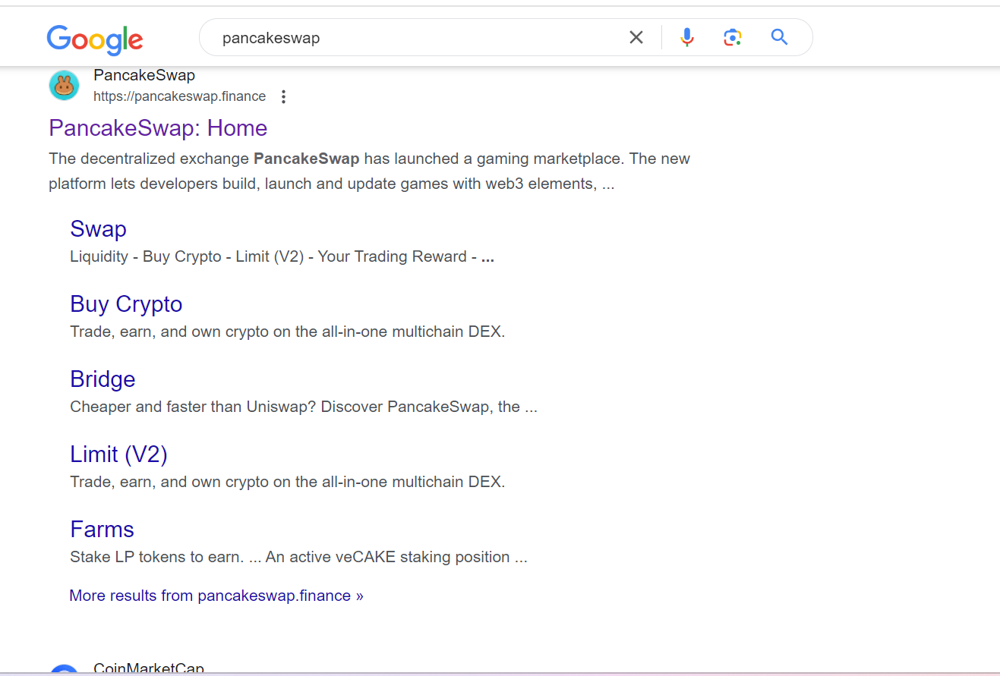 Google
pancakeswap
PancakeSwap
https://pancakeswap.finance
PancakeSwap: Home
The decentralized exchange PancakeSwap has launched a gaming marketplace. The new
platform lets developers build, launch and update games with web3 elements, ...
Swap
Liquidity - Buy Crypto - Limit (V2) - Your Trading Reward - ...
Buy Crypto
Trade, earn, and own crypto on the all-in-one multichain DEX.
Bridge
Cheaper and faster than Uniswap? Discover PancakeSwap, the ...
Limit (V2)
Trade, earn, and own crypto on the all-in-one multichain DEX.
Farms
Stake LP tokens to earn. ... An active veCAKE staking position ...
More results from pancakeswap.finance »
CoinMarketCap